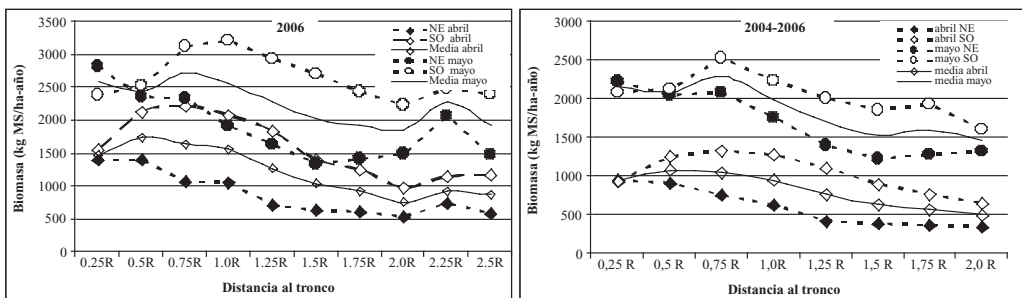 2006
NE abril
SO abril
Media abril
NE mayo
SO mayo
Media mayo
Biomasa (kg MS/ha-año)
3500
3000
2500
2000
1500
1000
500
0
0.25R 0.5R 0.75R 1.0R 1.25R 1.5R 1.75R 2.0R 2.25R 2.5R
Distancia al tronco
2004-2006
abril NE
abril SO
mayo NE
mayo SO
media abril
media mayo
Biomasa (kg MS/ha-año)
3000
2500
2000
1500
1000
500
0
0,25 R 0,5 R 0,75 R 1,0R 1,25 R 1,5 R 1,75 R 2,0 R
Distancia al tronco